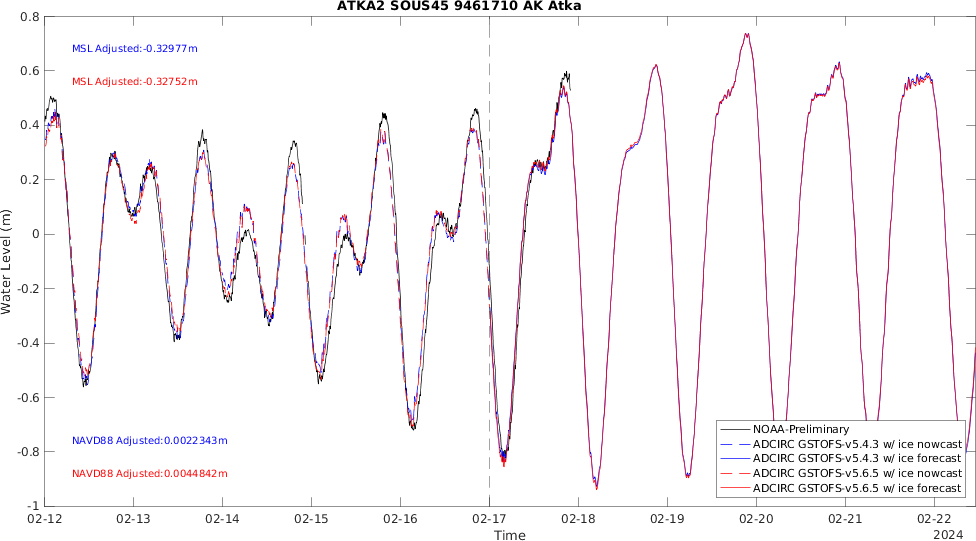 ATKA2 SOUS45 9461710 AK Atka
0.8
0.6
0.4
0.2
0
-0.2
-0.4
-0.6
-0.8
-1
Water Level (m)
MSL Adjusted:-0.32977m
MSL Adjusted:-0.32752m
NAVD88 Adjusted:0.0022343m
NAVD88 Adjusted:0.0044842m
NOAA-Preliminary
ADCIRC GSTOFS-v5.4.3 w/ ice nowcast
ADCIRC GSTOFS-v5.4.3 w/ ice forecast
ADCIRC GSTOFS-v5.6.5 w/ ice nowcast
ADCIRC GSTOFS-v5.6.5 w/ ice forecast
02-12 02-13 02-14 02-15 02-16 02-17 02-18 02-19 02-20 02-21 02-22
Time
2024